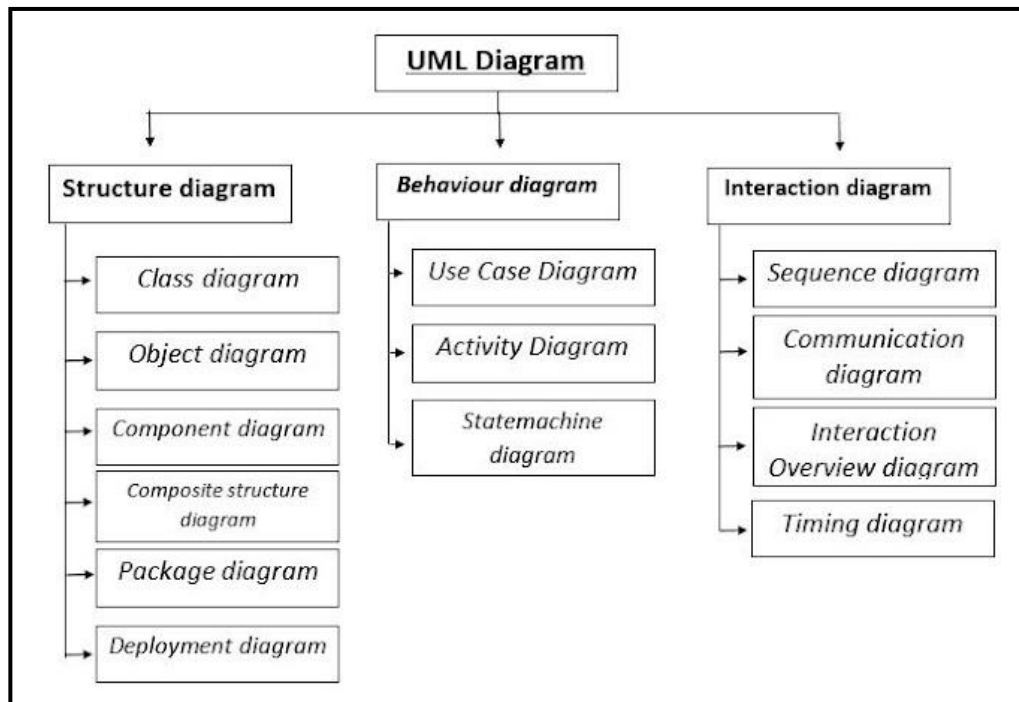 UML Diagram
Structure diagram
Class diagram
Object diagram
Component diagram
Composite structure
diagram
Package diagram
Deployment diagram
Behaviour diagram
Use Case Diagram
Activity Diagram
Statemachine
diagram
Interaction diagram
Sequence diagram
Communication
diagram
Interaction
Overview diagram
Timing diagram